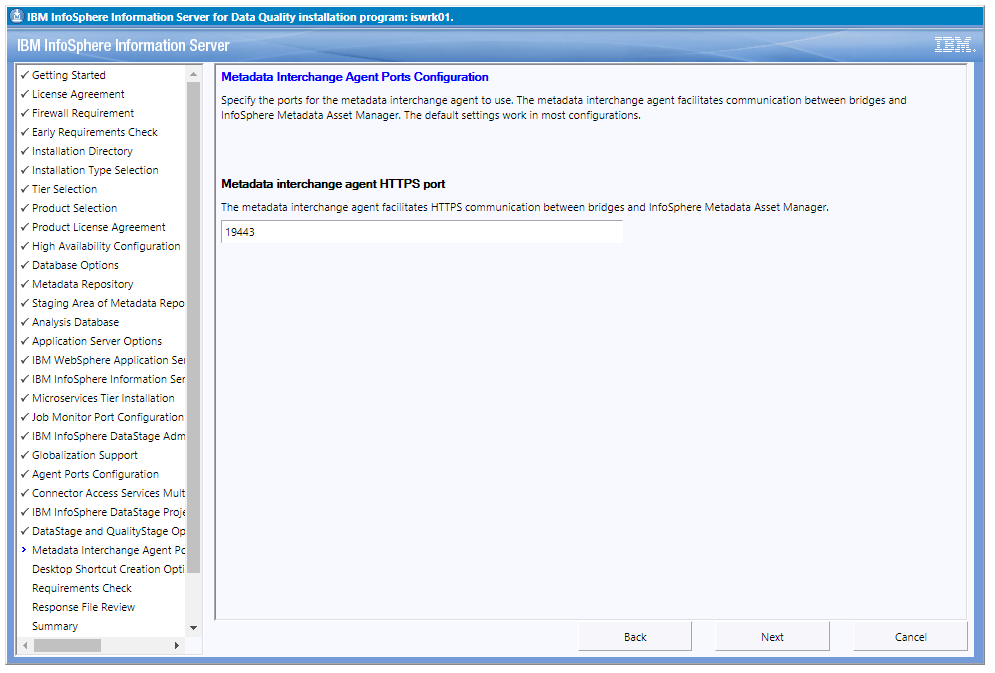 IBM InfoSphere Information Server for Data Quality installation program: iswrk01.
IBM InfoSphere Information Server
IBM.
Getting Started
License Agreement
Firewall Requirement
Early Requirements Check
Installation Directory
Installation Type Selection
Tier Selection
Product Selection
Product License Agreement
High Availability Configuration
Database Options
Metadata Repository
Staging Area of Metadata Repo
Analysis Database
Application Server Options
IBM WebSphere Application Ser
IBM InfoSphere Information Ser
Microservices Tier Installation
Job Monitor Port Configuration
IBM InfoSphere DataStage Adm
Globalization Support
Agent Ports Configuration
Connector Access Services Mult
IBM InfoSphere DataStage Proje
DataStage and QualityStage Op
Metadata Interchange Agent Po
Desktop Shortcut Creation Opti
Requirements Check
Response File Review
Summary
Metadata Interchange Agent Ports Configuration
Specify the ports for the metadata interchange agent to use. The metadata interchange agent facilitates communication between bridges and
InfoSphere Metadata Asset Manager. The default settings work in most configurations.
Metadata interchange agent HTTPS port
The metadata interchange agent facilitates HTTPS communication between bridges and InfoSphere Metadata Asset Manager.
19443
Back
Next
Cancel